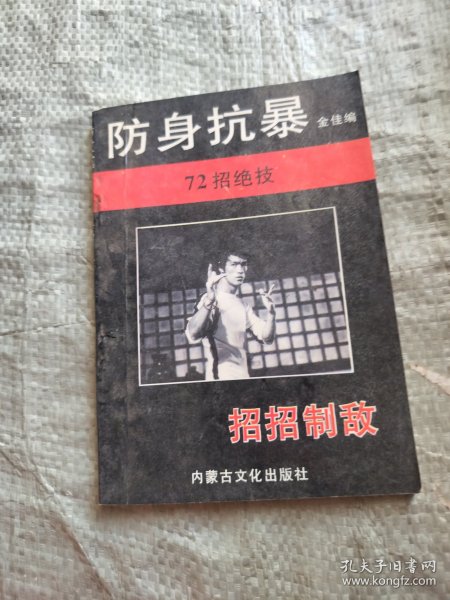 防身抗暴 金佳编
72招绝技
招招制敌
内蒙古文化出版社
孔夫子旧书网
www.kongfz.com